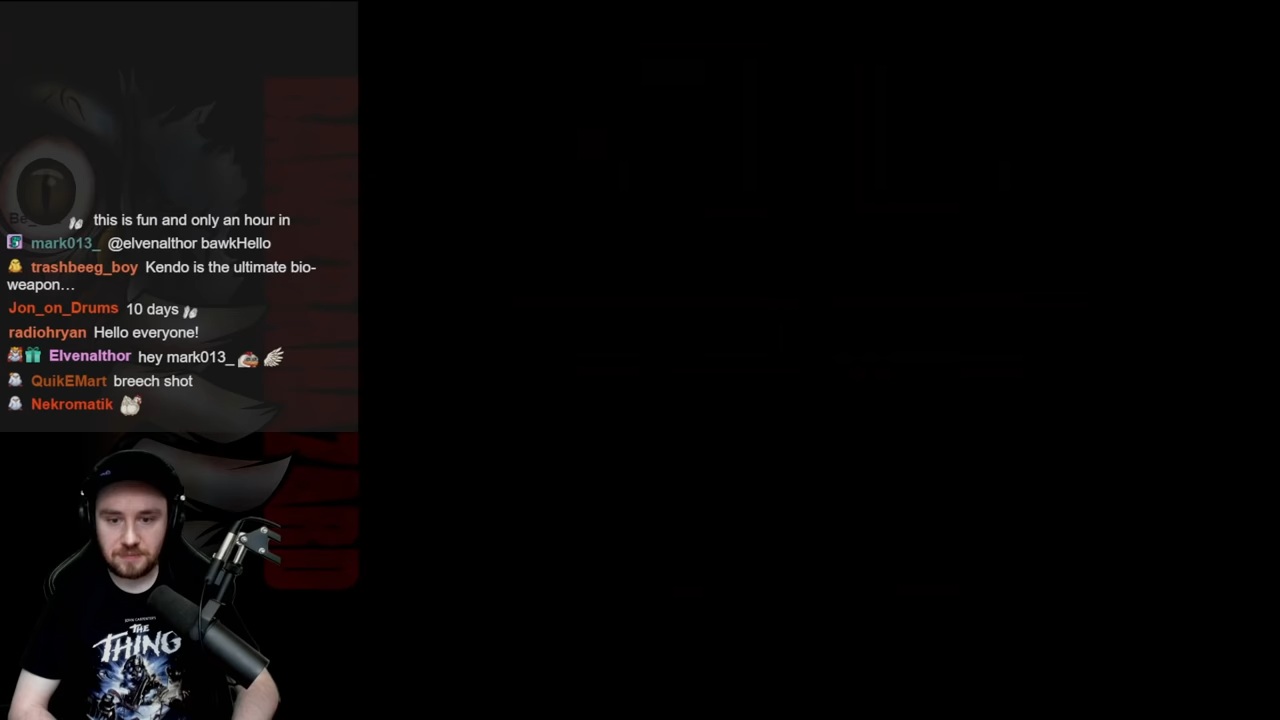 this is fun and only an hour in
mark013_ @elvenalthor bawkHello
trashbeeg_boy Kendo is the ultimate bio-
weapon…
Jon_on_Drums 10 days
radiohryan Hello everyone!
Elvenalthor hey mark013_
QuikEMart breech shot
Nekromatik
THE
THING